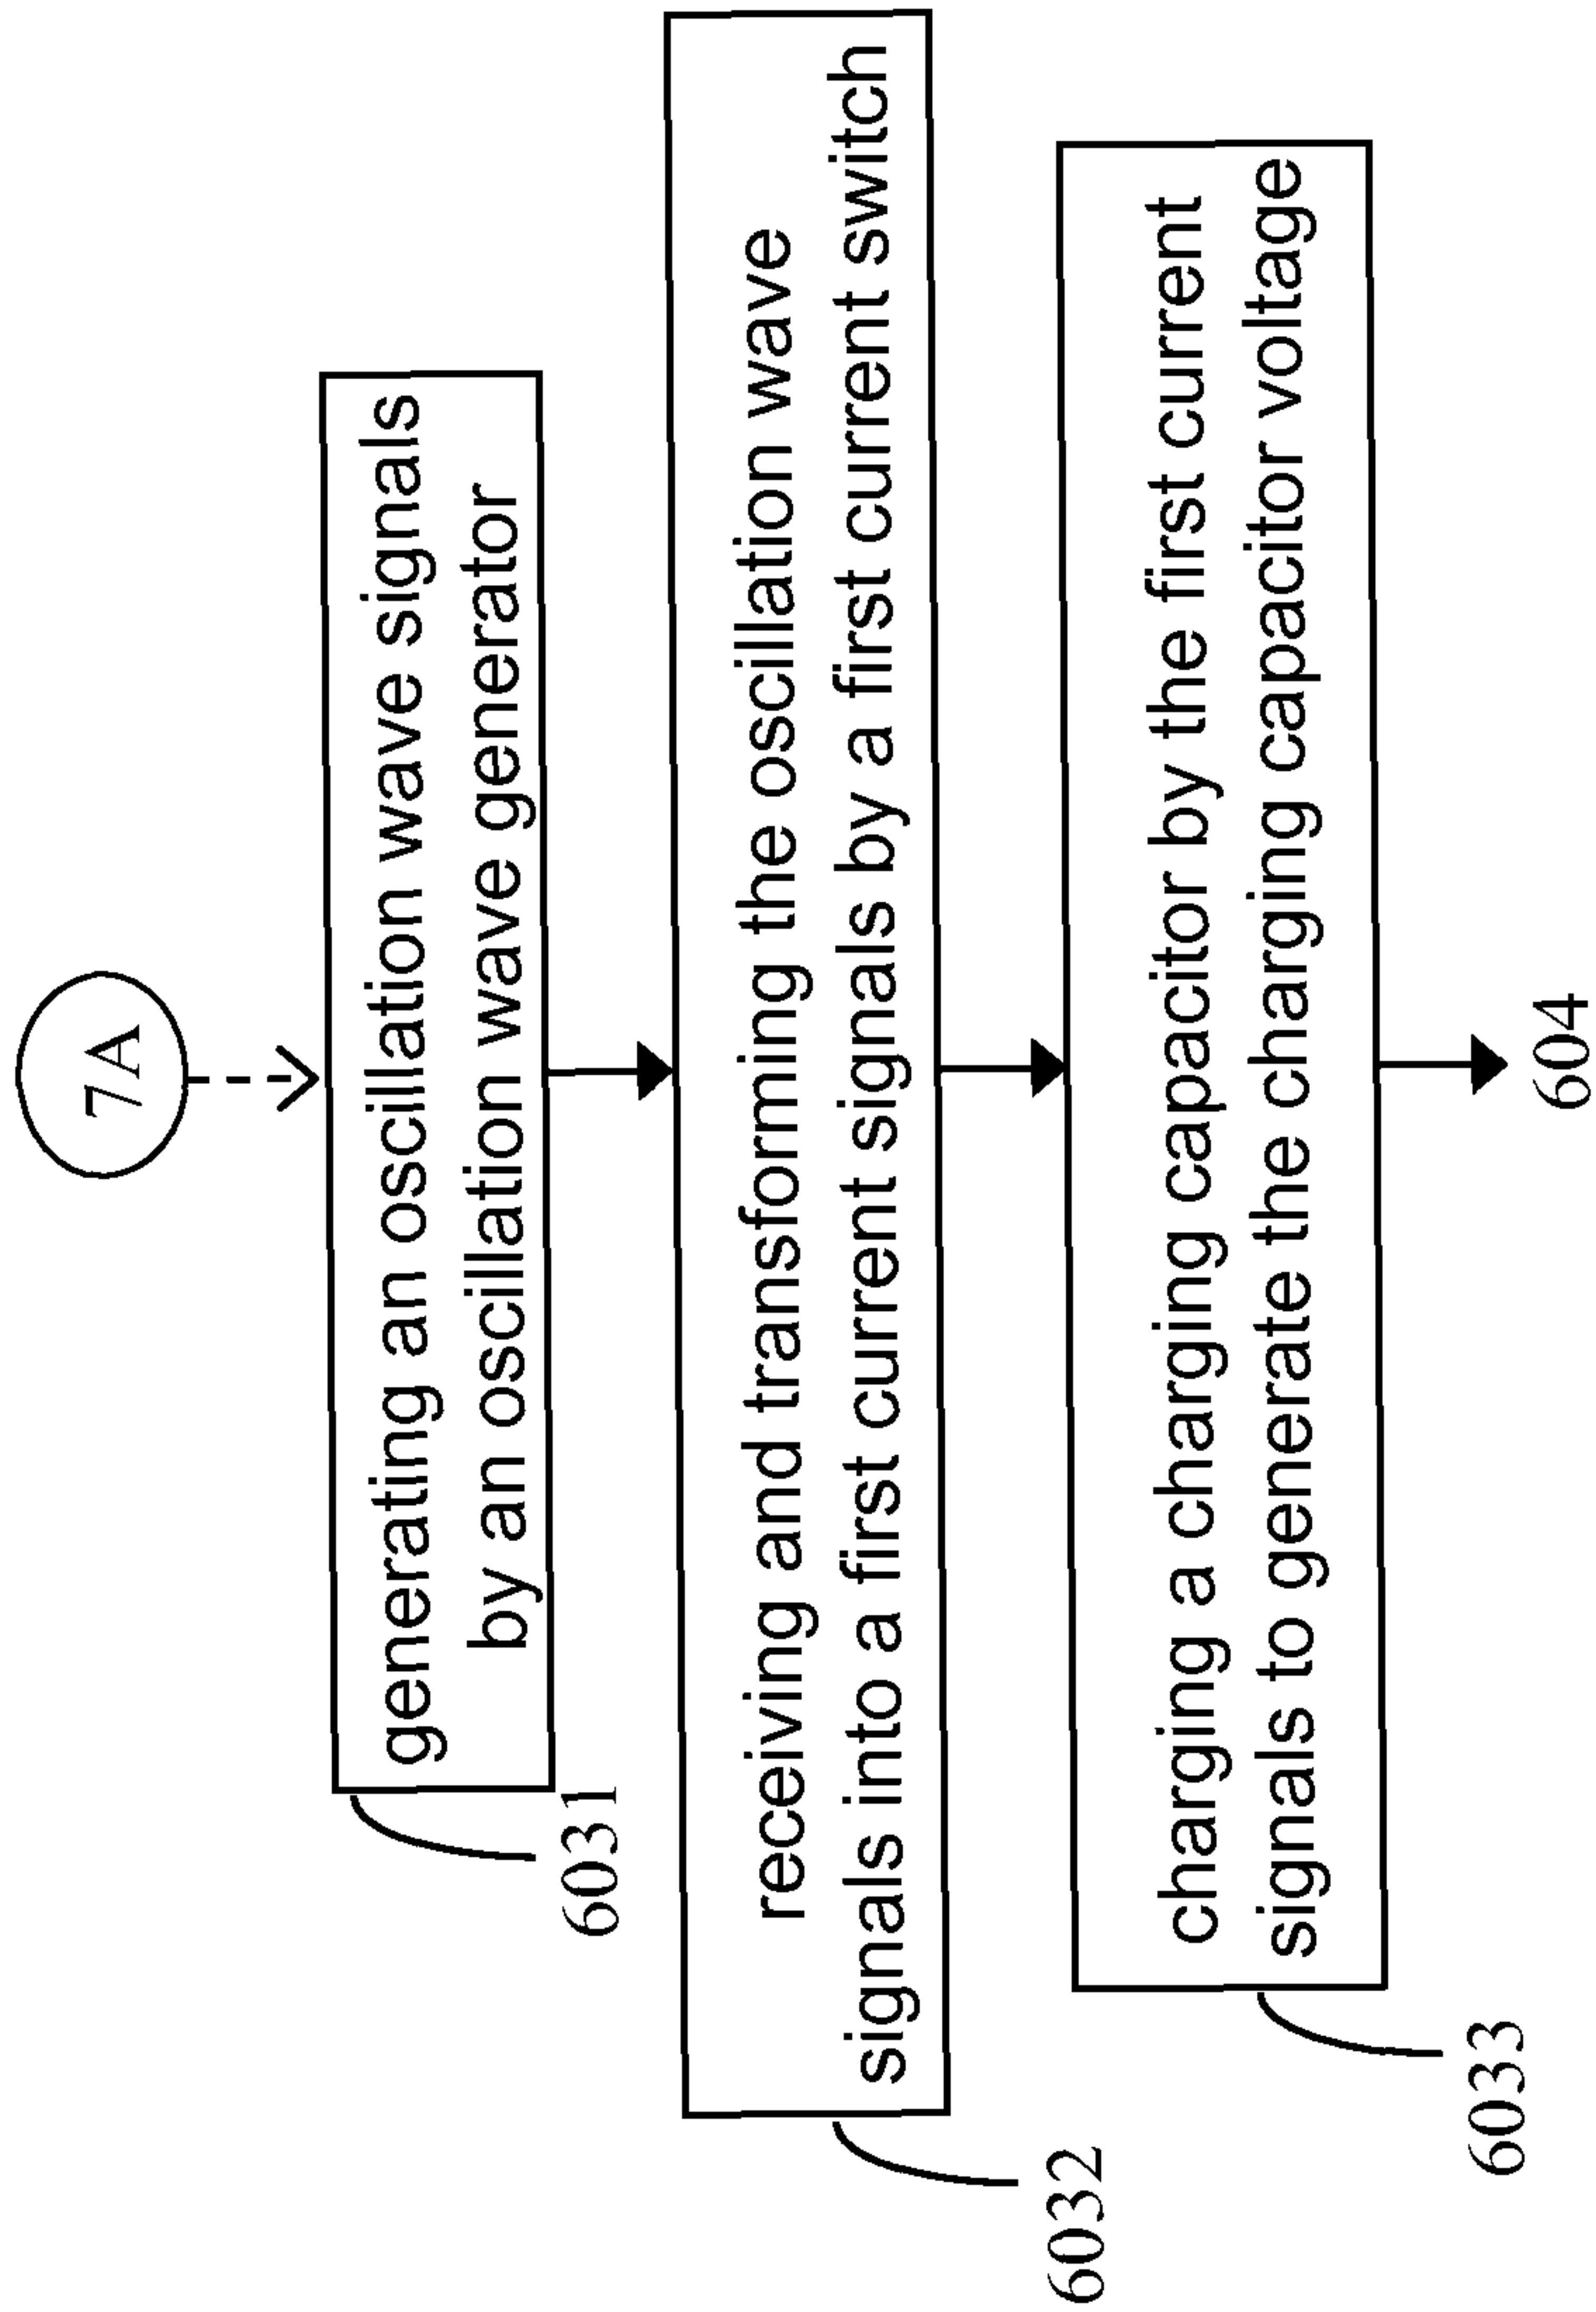 7A
generating an oscillation wave signals
by an oscillation wave generator
6031
receiving and transforming the oscillation wave
signals into a first current signals by a first current switch
6032
charging a charging capacitor by the first current
signals to generate the charging capacitor voltage
6033
604